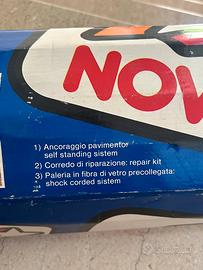 NOV
1) Ancoraggio pavimento:
self standing sistem
2) Corredo di riparazione: repair kit
3) Paleria in fibra di vetro precollegata:
shock corded sistem
subito